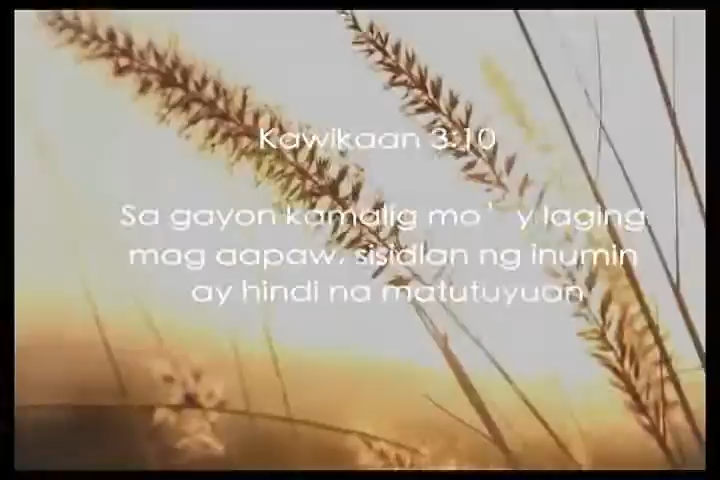 Kawikaan 3:10
Sa gayon kamalig mo' y laging
mag aapaw, sisidlan ng inumin
ay hindi na matutuyuan